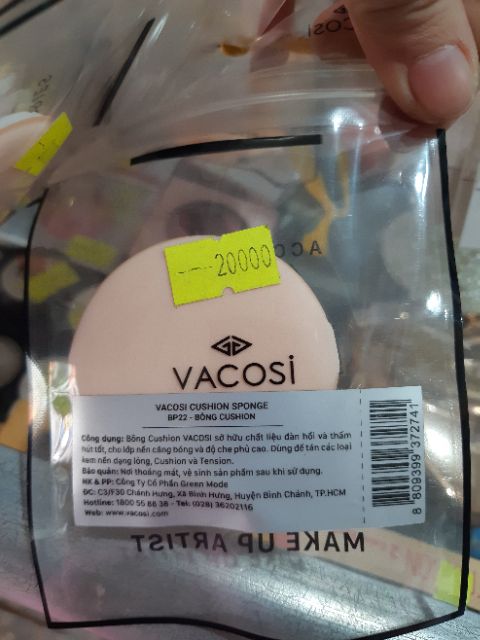 VACOSI
20000
VACOSI
VACOSI CUSHION SPONGE
BP22 - BÔNG CUSHION
Công dụng: Bông Cushion VACOSI sở hữu chất liệu đàn hồi và thấm
hút tốt, cho lớp nền căng bóng và độ che phủ cao. Dùng để tán các loại
kem nền dạng lỏng, Cushion và Tension.
Bảo quản: Nơi thoáng mát, vệ sinh sản phẩm sau khi sử dụng.
NK & PP: Công Ty Cổ Phần Green Mode
ĐC: C3/F30 Chánh Hưng, Xã Bình Hưng, Huyện Bình Chánh, TP.HCM
Hotline: 1800 55 88 38 - Tel: (028) 36202116
Web: www.vacosi.com
8 809399 372741
MAKE UP ARTIST